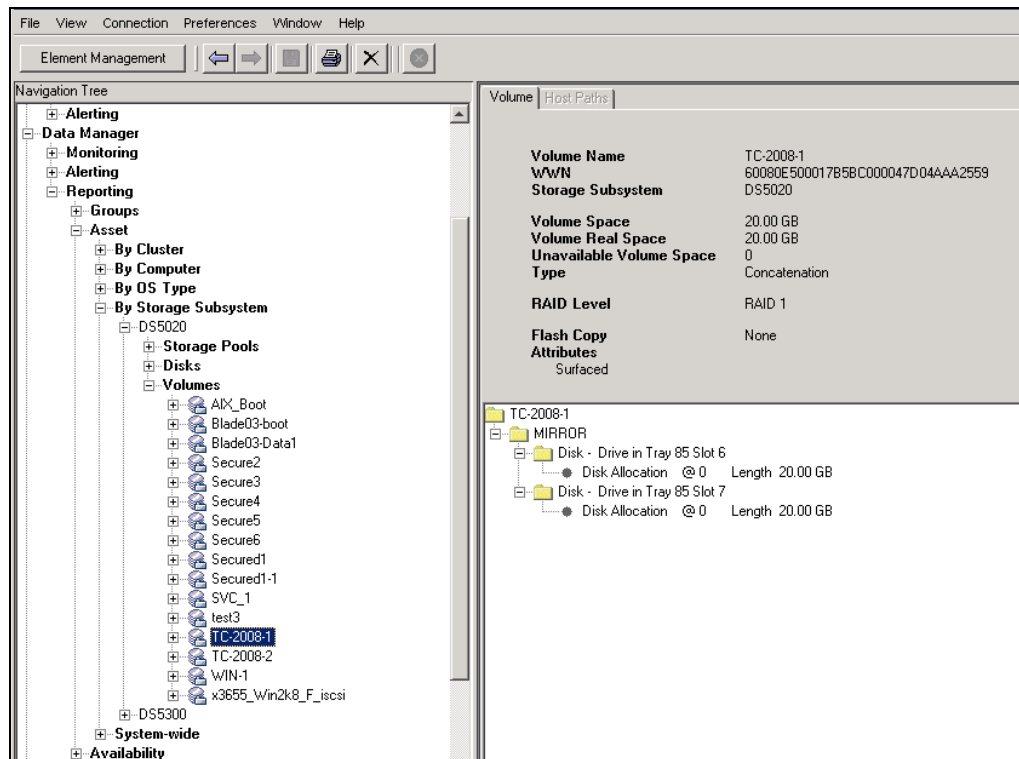 File View Connection Preferences Window Help
Element Management
Navigation Tree
Alerting
Data Manager
Monitoring
Alerting
Reporting
Groups
Asset
By Cluster
By Computer
By OS Type
By Storage Subsystem
DS5020
Storage Pools
Disks
Volumes
AIX_Boot
Blade03-boot
Blade03-Data1
Secure2
Secure3
Secure4
Secure5
Secure6
Secured1
Secured1-1
SVC_1
test3
TC-2008-1
TC-2008-2
WIN-1
x3655_Win2k8_F_iscsi
DS5300
System-wide
Availability
Volume Host Paths
Volume Name TC-2008-1
WWN 60080E500017B5BC000047D04AAA2559
Storage Subsystem DS5020
Volume Space 20.00 GB
Volume Real Space 20.00 GB
Unavailable Volume Space 0
Type Concatenation
RAID Level RAID 1
Flash Copy None
Attributes
Surfaced
TC-2008-1
MIRROR
Disk - Drive in Tray 85 Slot 6
Disk Allocation @ 0 Length 20.00 GB
Disk - Drive in Tray 85 Slot 7
Disk Allocation @ 0 Length 20.00 GB